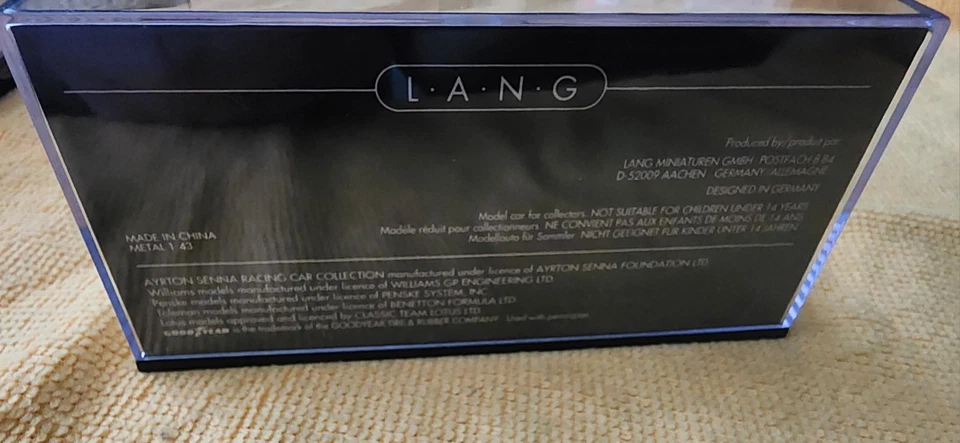 L·A·N·G
Produced by/produit par
LANG MINIATUREN GMBH · POSTFACH 8 84
D-52009 AACHEN · GERMANY/ALLEMAGNE
DESIGNED IN GERMANY
Model car for collectors. NOT SUITABLE FOR CHILDREN UNDER 14 YEARS
Modèle réduit pour collectionneurs. NE CONVIENT PAS AUX ENFANTS DE MOINS DE 14 ANS
Modellauto für Sammler. NICHT GEEIGNET FÜR KINDER UNTER 14 JAHREN
MADE IN CHINA
METAL 1:43
AYRTON SENNA RACING CAR COLLECTION manufactured under licence of AYRTON SENNA FOUNDATION LTD.
Williams models manufactured under licence of WILLIAMS GP ENGINEERING LTD.
Penske models manufactured under licence of PENSKE SYSTEM, INC.
Toleman models manufactured under licence of BENETTON FORMULA LTD.
Lotus models approved and licenced by CLASSIC TEAM LOTUS LTD.
GOODYEAR is the trademark of the GOODYEAR TIRE & RUBBER COMPANY. Used with permission